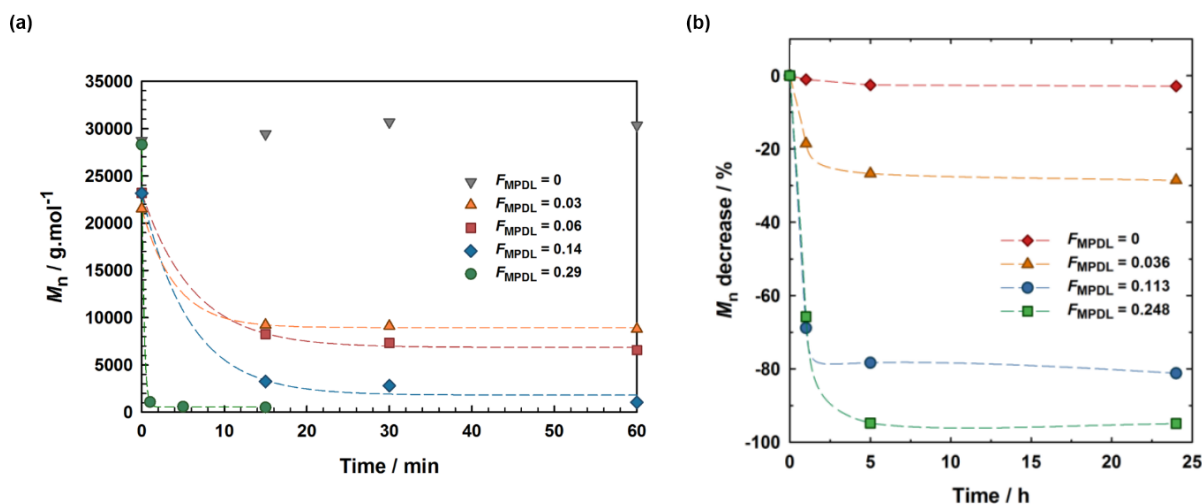 (a)
35000
30000
25000
20000
15000
10000
5000
0
Mn / g.mol-1
FMPDL = 0
FMPDL = 0.03
FMPDL = 0.06
FMPDL = 0.14
FMPDL = 0.29
0 10 20 30 40 50 60
Time / min
(b)
0
-20
-40
-60
-80
-100
Mn decrease / %
FMPDL = 0
FMPDL = 0.036
FMPDL = 0.113
FMPDL = 0.248
0 5 10 15 20 25
Time / h